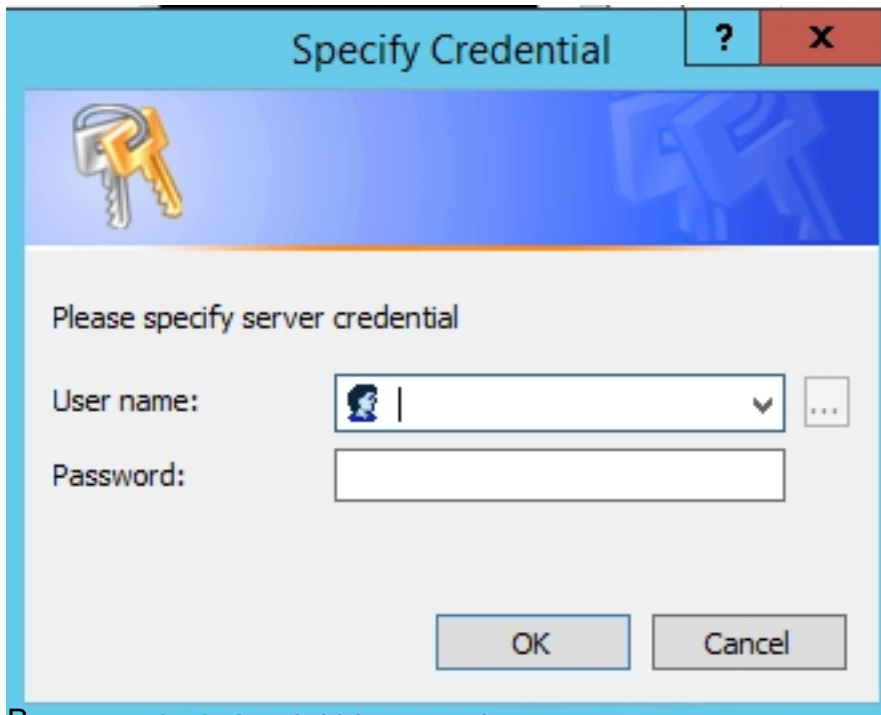 Specify Credential
?
x
Please specify server credential
User name:
...
Password:
OK
Cancel